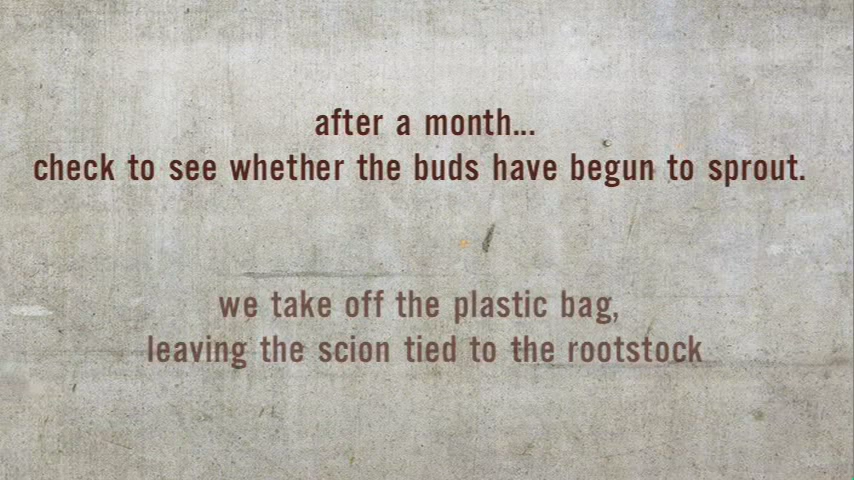 after a month...
check to see whether the buds have begun to sprout.
we take off the plastic bag,
leaving the scion tied to the rootstock